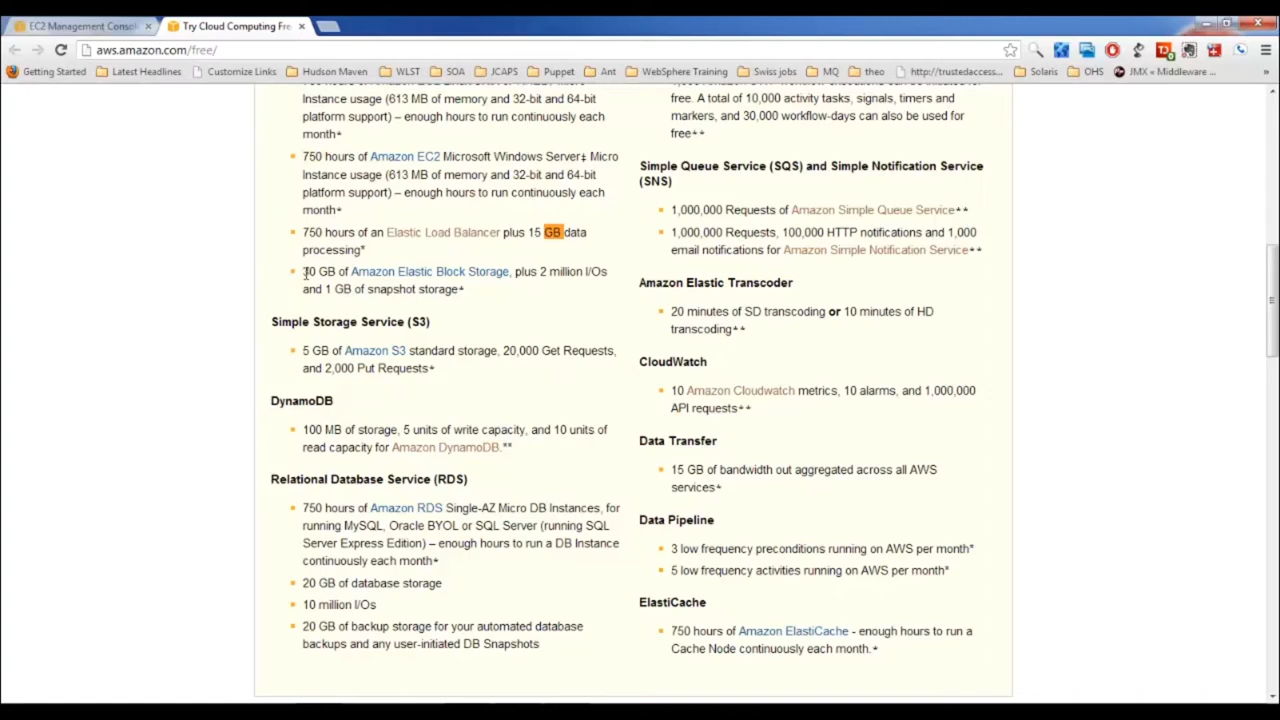 EC2 Management Consol
Try Cloud Computing Fre
aws.amazon.com/free/
Getting Started
Latest Headlines
Customize Links
Hudson Maven
WLST
SOA
JCAPS
Puppet
Ant
WebSphere Training
Swiss jobs
MQ
theo
http://trustedaccess...
Solaris
OHS
JMX « Middleware ...
»
Instance usage (613 MB of memory and 32-bit and 64-bit
platform support) – enough hours to run continuously each
month*
750 hours of Amazon EC2 Microsoft Windows Server‡ Micro
Instance usage (613 MB of memory and 32-bit and 64-bit
platform support) – enough hours to run continuously each
month*
750 hours of an Elastic Load Balancer plus 15 GB data
processing*
30 GB of Amazon Elastic Block Storage, plus 2 million I/Os
and 1 GB of snapshot storage*
Simple Storage Service (S3)
5 GB of Amazon S3 standard storage, 20,000 Get Requests,
and 2,000 Put Requests*
DynamoDB
100 MB of storage, 5 units of write capacity, and 10 units of
read capacity for Amazon DynamoDB.**
Relational Database Service (RDS)
750 hours of Amazon RDS Single-AZ Micro DB Instances, for
running MySQL, Oracle BYOL or SQL Server (running SQL
Server Express Edition) – enough hours to run a DB Instance
continuously each month*
20 GB of database storage
10 million I/Os
20 GB of backup storage for your automated database
backups and any user-initiated DB Snapshots
free. A total of 10,000 activity tasks, signals, timers and
markers, and 30,000 workflow-days can also be used for
free**
Simple Queue Service (SQS) and Simple Notification Service
(SNS)
1,000,000 Requests of Amazon Simple Queue Service**
1,000,000 Requests, 100,000 HTTP notifications and 1,000
email notifications for Amazon Simple Notification Service**
Amazon Elastic Transcoder
20 minutes of SD transcoding or 10 minutes of HD
transcoding**
CloudWatch
10 Amazon Cloudwatch metrics, 10 alarms, and 1,000,000
API requests**
Data Transfer
15 GB of bandwidth out aggregated across all AWS
services*
Data Pipeline
3 low frequency preconditions running on AWS per month*
5 low frequency activities running on AWS per month*
ElastiCache
750 hours of Amazon ElastiCache - enough hours to run a
Cache Node continuously each month.*